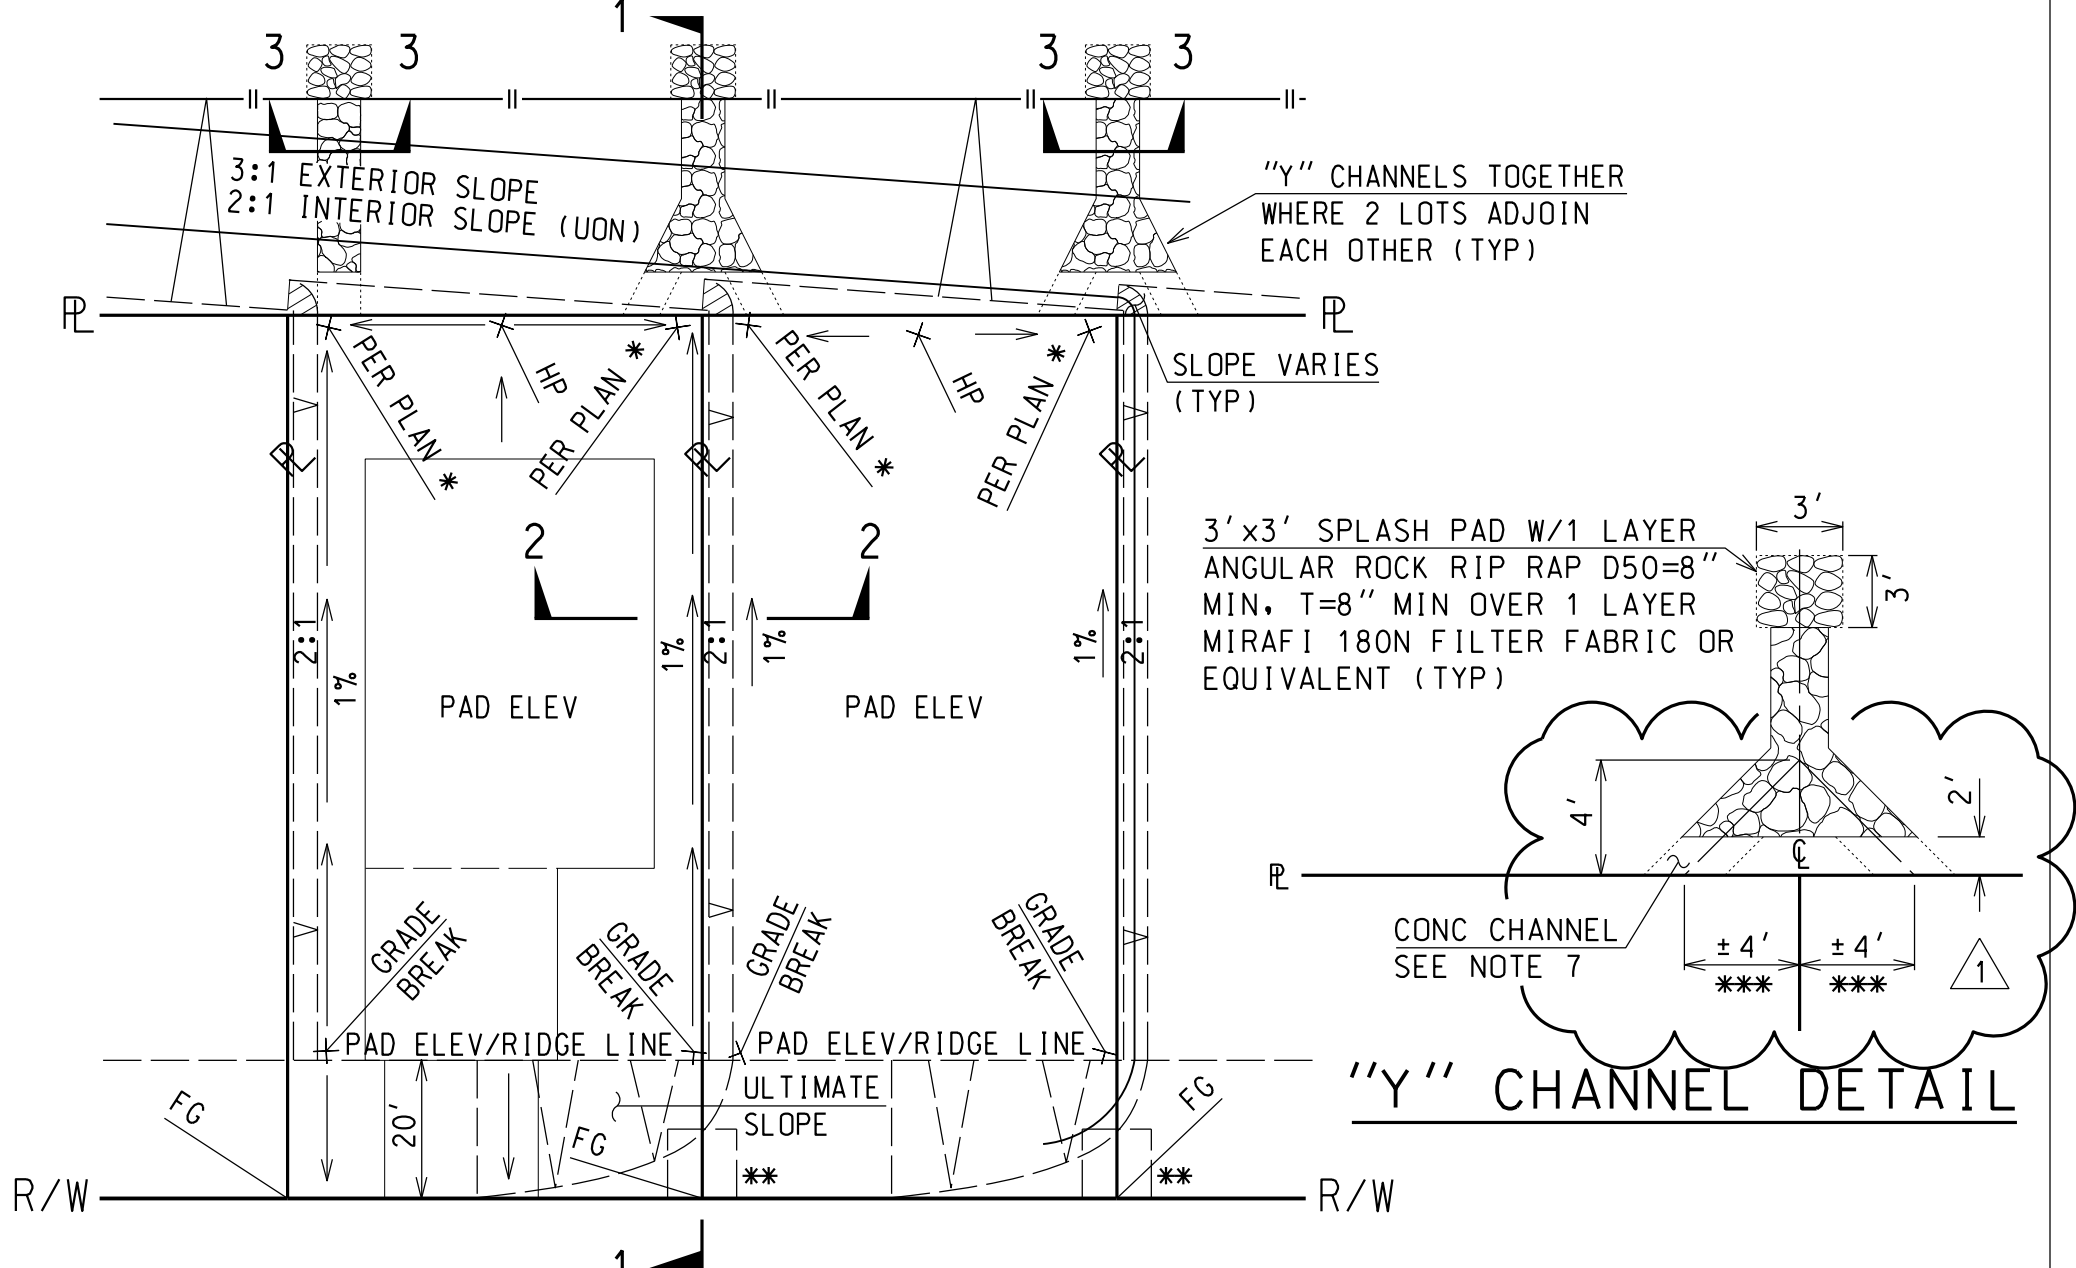 1
3 3
3 3
3:1 EXTERIOR SLOPE
2:1 INTERIOR SLOPE (UON)
"Y" CHANNELS TOGETHER
WHERE 2 LOTS ADJOIN
EACH OTHER (TYP)
PL
PL
SLOPE VARIES
(TYP)
PER PLAN *
HP
PER PLAN *
PER PLAN *
HP
PER PLAN *
PL
PL
PL
2 2
2:1
1%
1%
2:1
1%
1%
2:1
PAD ELEV
PAD ELEV
GRADE
BREAK
GRADE
BREAK
GRADE
BREAK
GRADE
BREAK
PAD ELEV/RIDGE LINE
PAD ELEV/RIDGE LINE
FG
20'
FG
ULTIMATE
SLOPE
**
FG
**
R/W
R/W
1
3'x3' SPLASH PAD W/1 LAYER
ANGULAR ROCK RIP RAP D50=8"
MIN. T=8" MIN OVER 1 LAYER
MIRAFI 180N FILTER FABRIC OR
EQUIVALENT (TYP)
3'
3'
4'
2'
CL
PL
CONC CHANNEL
SEE NOTE 7
±4' ±4'
*** ***
1
"Y" CHANNEL DETAIL